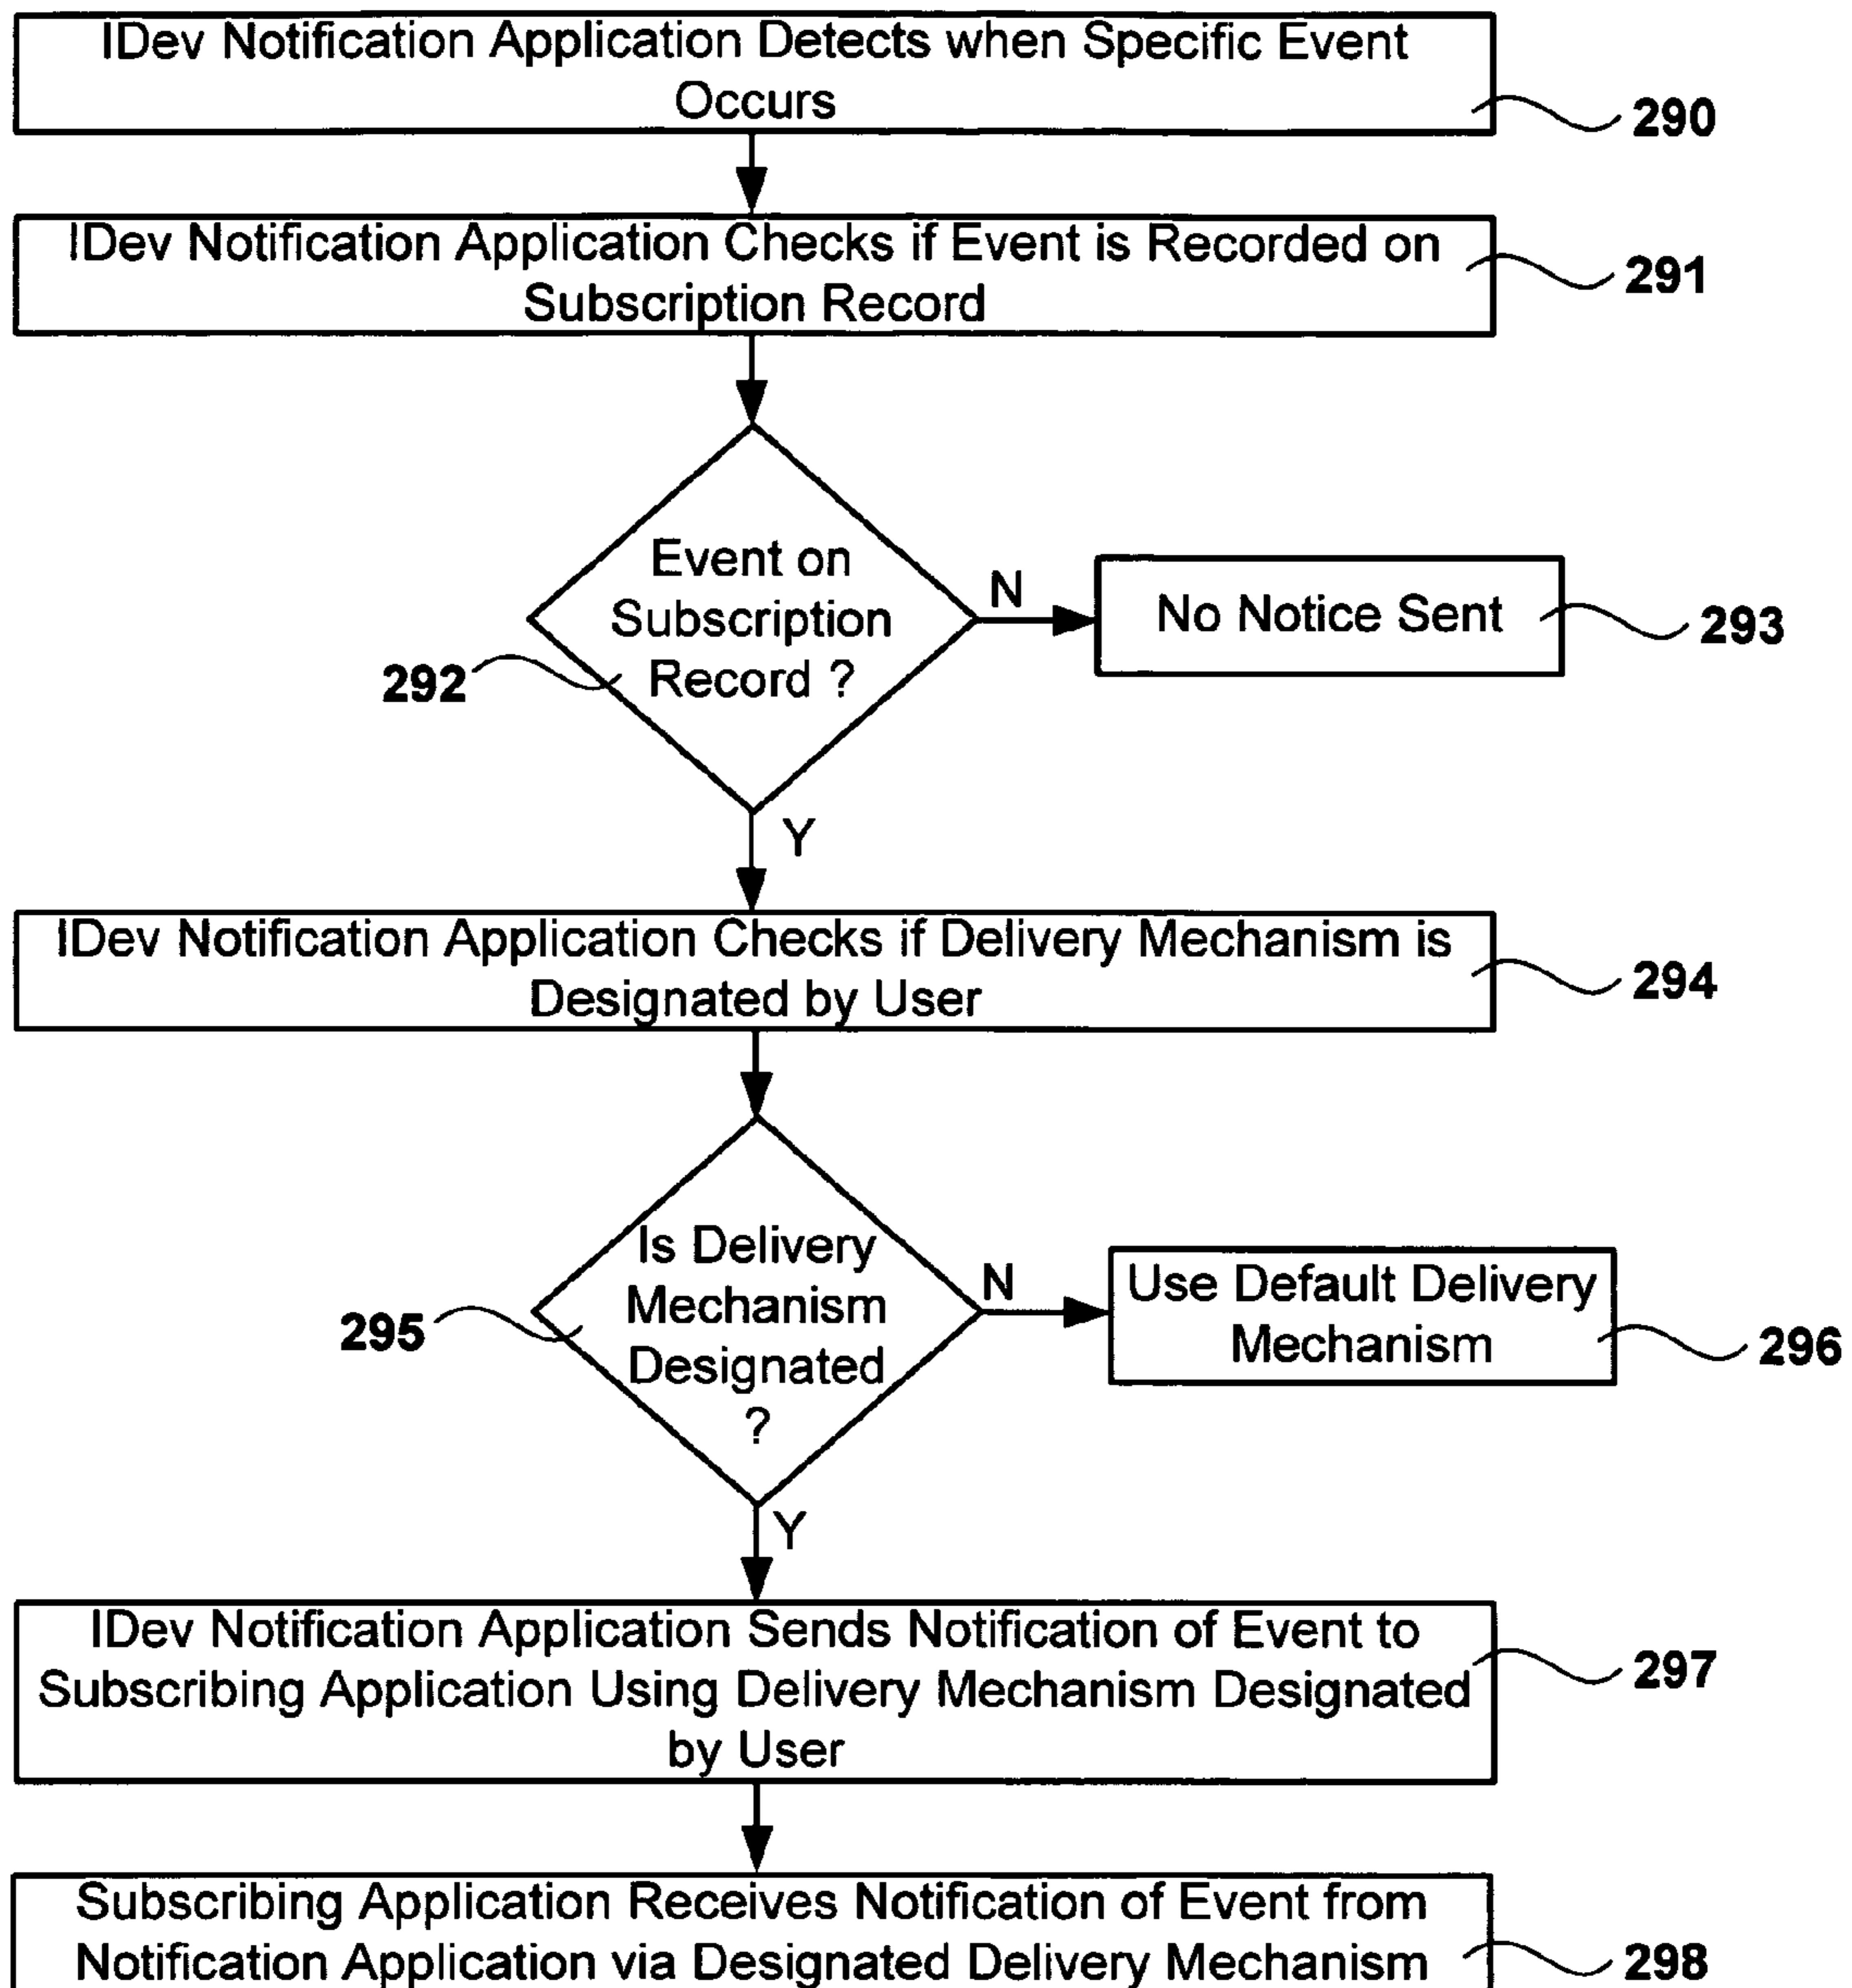 IDev Notification Application Detects when Specific Event
Occurs
290
IDev Notification Application Checks if Event is Recorded on
Subscription Record
291
Event on
Subscription
Record ?
292
N
No Notice Sent
293
Y
IDev Notification Application Checks if Delivery Mechanism is
Designated by User
294
Is Delivery
Mechanism
Designated
?
295
N
Use Default Delivery
Mechanism
296
Y
IDev Notification Application Sends Notification of Event to
Subscribing Application Using Delivery Mechanism Designated
by User
297
Subscribing Application Receives Notification of Event from
Notification Application via Designated Delivery Mechanism
298